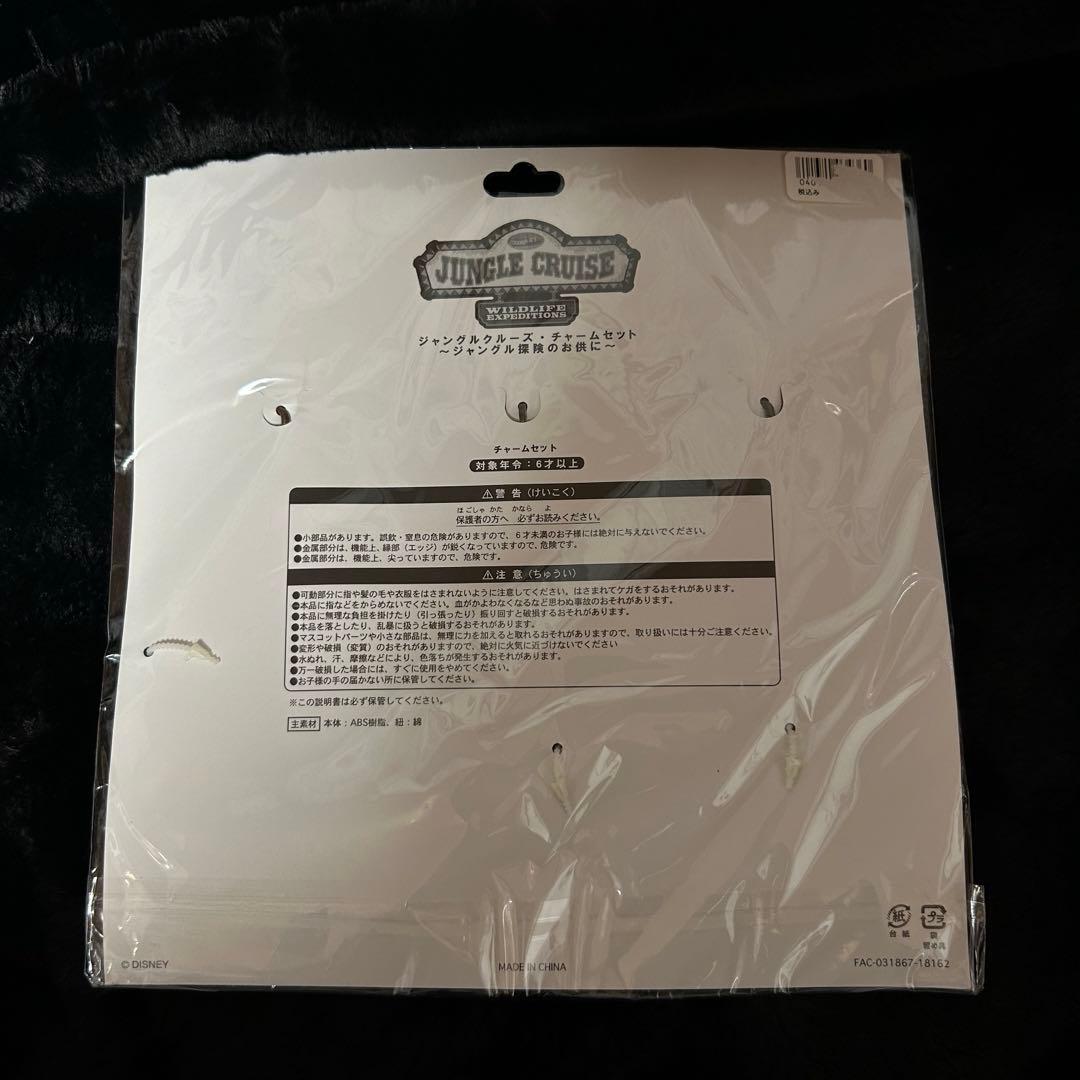 040
税込み
JUNGLE CRUISE
WILDLIFE
EXPEDITIONS
ジャングルクルーズ・チャームセット
～ジャングル探険のお供に～
チャームセット
対象年令：6才以上
⚠警 告（けいこく）
ほごしゃ かた かなら よ
保護者の方へ 必ずお読みください。
●小部品があります。誤飲・窒息の危険がありますので、6才未満のお子様には絶対に与えないでください。
●金属部分は、機能上、縁部（エッジ）が鋭くなっていますので、危険です。
●金属部分は、機能上、尖っていますので、危険です。
⚠注 意（ちゅうい）
●可動部分に指や髪の毛や衣服をはさまれないように注意してください。はさまれてケガをするおそれがあります。
●本品に指などをからめないでください。血がかよわなくなるなど思わぬ事故のおそれがあります。
●本品に無理な負担を掛けたり（引っ張ったり）振り回すと破損するおそれがあります。
●本品を落としたり、乱暴に扱うと破損するおそれがあります。
●マスコットパーツや小さな部品は、無理に力を加えると取れるおそれがありますので、取り扱いには十分ご注意ください。
●変形や破損（変質）のおそれがありますので、絶対に火気に近づけないでください
●水ぬれ、汗、摩擦などにより、色落ちが発生するおそれがあります。
●万一破損した場合には、すぐに使用をやめてください。
●お子様の手の届かない所に保管してください。
※この説明書は必ず保管してください。
主素材 本体：ABS樹脂、紐：綿
紙 プラ
台紙 袋
留め具
© DISNEY MADE IN CHINA FAC-031867-18162